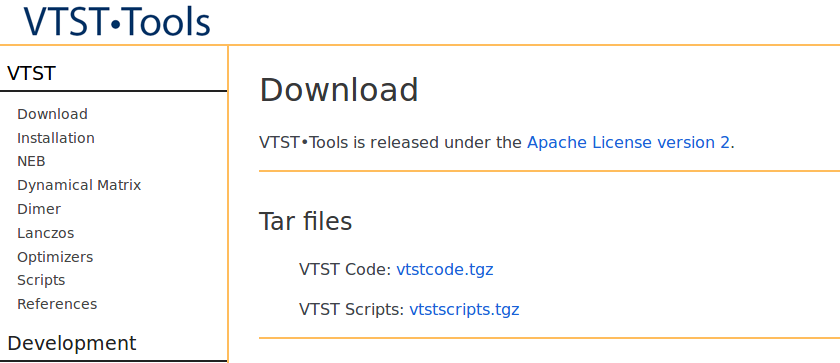 VTST•Tools
VTST
Download
Installation
NEB
Dynamical Matrix
Dimer
Lanczos
Optimizers
Scripts
References
Development
Download
VTST•Tools is released under the Apache License version 2.
Tar files
VTST Code: vtstcode.tgz
VTST Scripts: vtstscripts.tgz